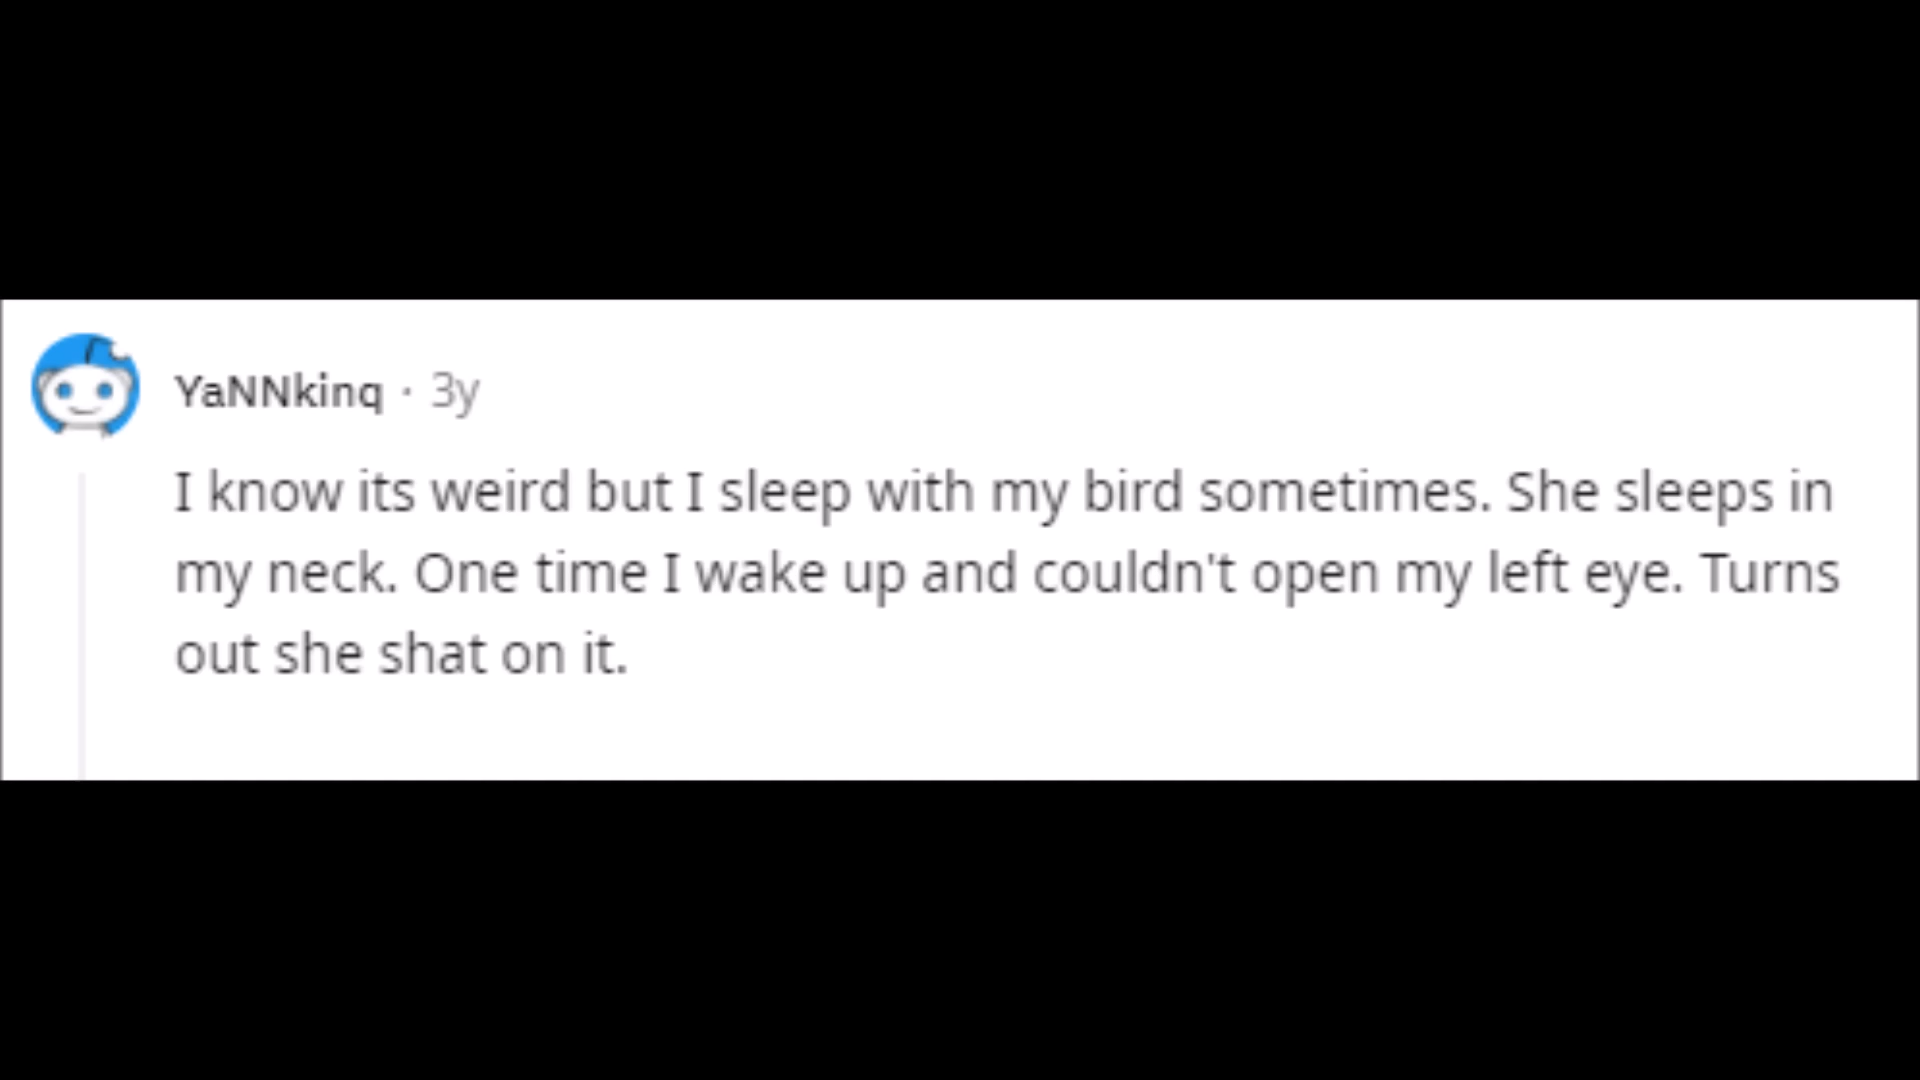 YaNNkinq · 3y
I know its weird but I sleep with my bird sometimes. She sleeps in
my neck. One time I wake up and couldn't open my left eye. Turns
out she shat on it.